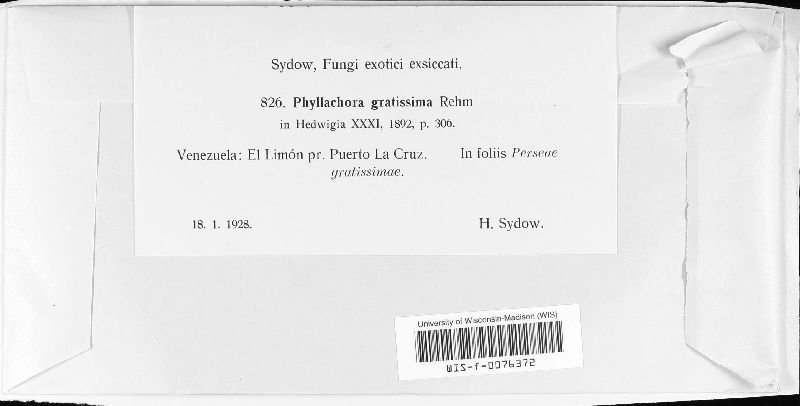 Sydow, Fungi exotici exsiccati.
826. Phyllachora gratissima Rehm
in Hedwigia XXXI, 1892, p. 306.
Venezuela: El Limón pr. Puerto La Cruz. In foliis Perseae
gratissimae.
18. 1. 1928. H. Sydow.
University of Wisconsin-Madison (WIS)
WIS-f-0076372